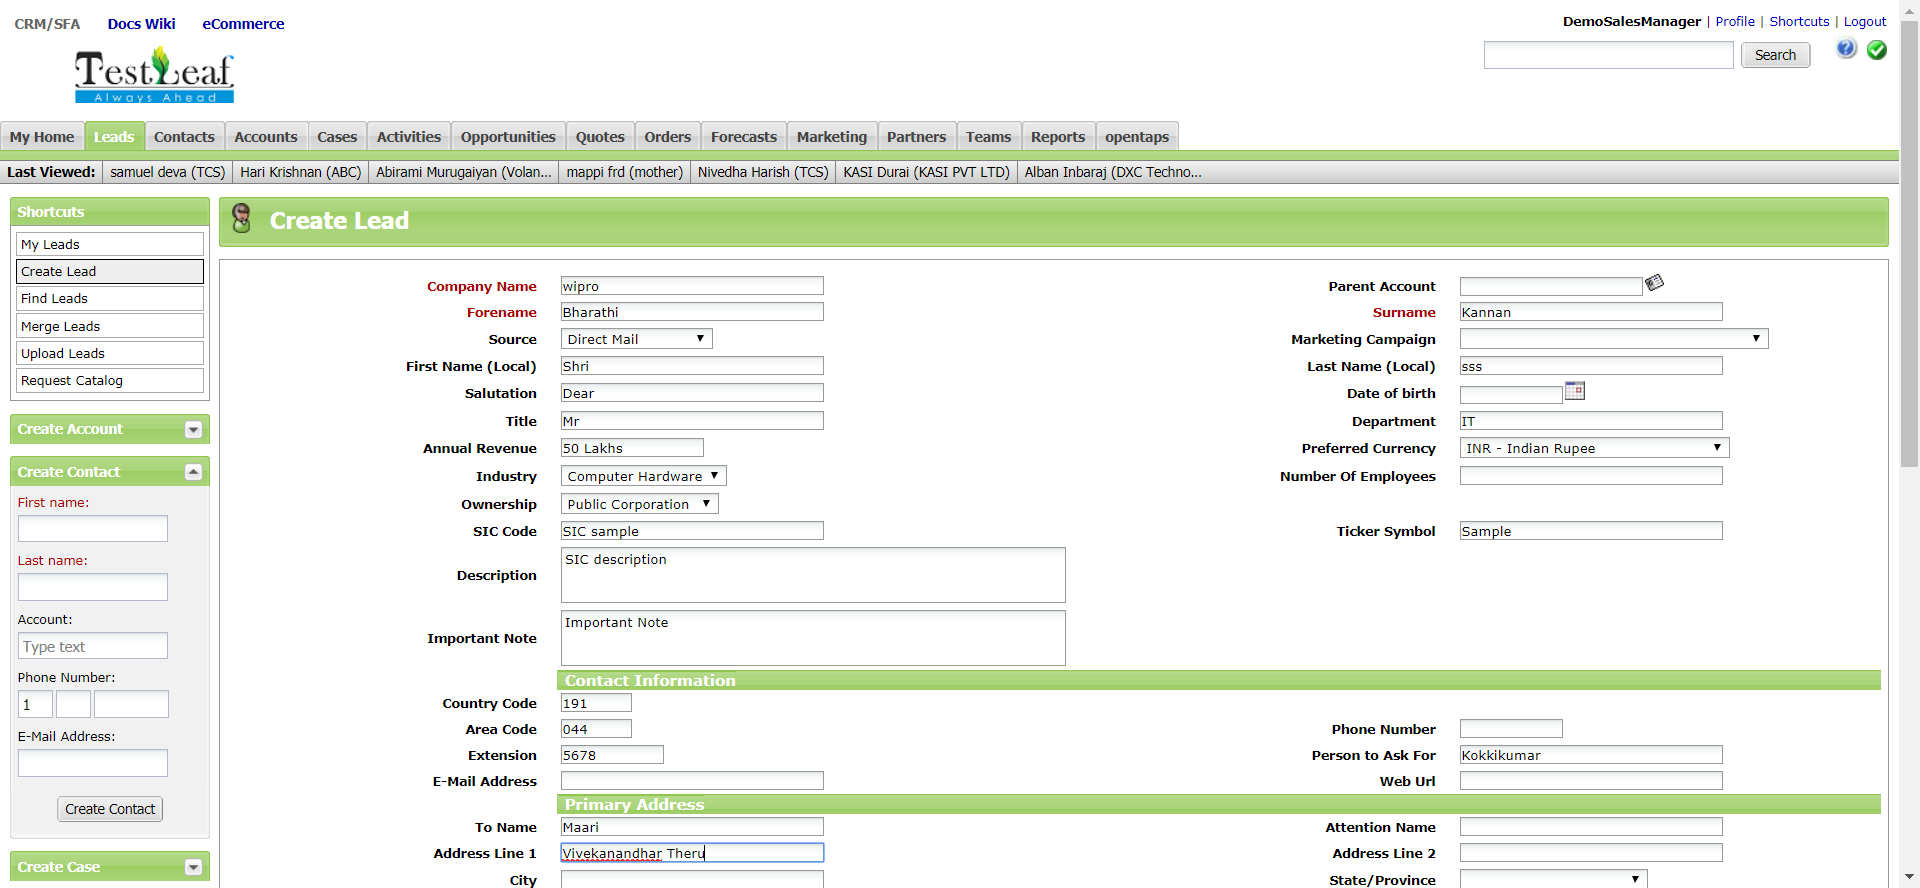 CRM/SFA Docs Wiki eCommerce
DemoSalesManager | Profile | Shortcuts | Logout
TestLeaf
Always Ahead
Search
My Home Leads Contacts Accounts Cases Activities Opportunities Quotes Orders Forecasts Marketing Partners Teams Reports opentaps
Last Viewed: samuel deva (TCS) Hari Krishnan (ABC) Abirami Murugaiyan (Volan... mappi frd (mother) Nivedha Harish (TCS) KASI Durai (KASI PVT LTD) Alban Inbaraj (DXC Techno...
Shortcuts
My Leads
Create Lead
Find Leads
Merge Leads
Upload Leads
Request Catalog
Create Account
Create Contact
First name:
Last name:
Account:
Type text
Phone Number:
1
E-Mail Address:
Create Contact
Create Case
Create Lead
Company Name wipro Parent Account
Forename Bharathi Surname Kannan
Source Direct Mail Marketing Campaign
First Name (Local) Shri Last Name (Local) sss
Salutation Dear Date of birth
Title Mr Department IT
Annual Revenue 50 Lakhs Preferred Currency INR - Indian Rupee
Industry Computer Hardware Number Of Employees
Ownership Public Corporation
SIC Code SIC sample Ticker Symbol Sample
Description SIC description
Important Note Important Note
Contact Information
Country Code 191
Area Code 044 Phone Number
Extension 5678 Person to Ask For Kokkikumar
E-Mail Address Web Url
Primary Address
To Name Maari Attention Name
Address Line 1 Vivekanandhar Theru Address Line 2
City State/Province